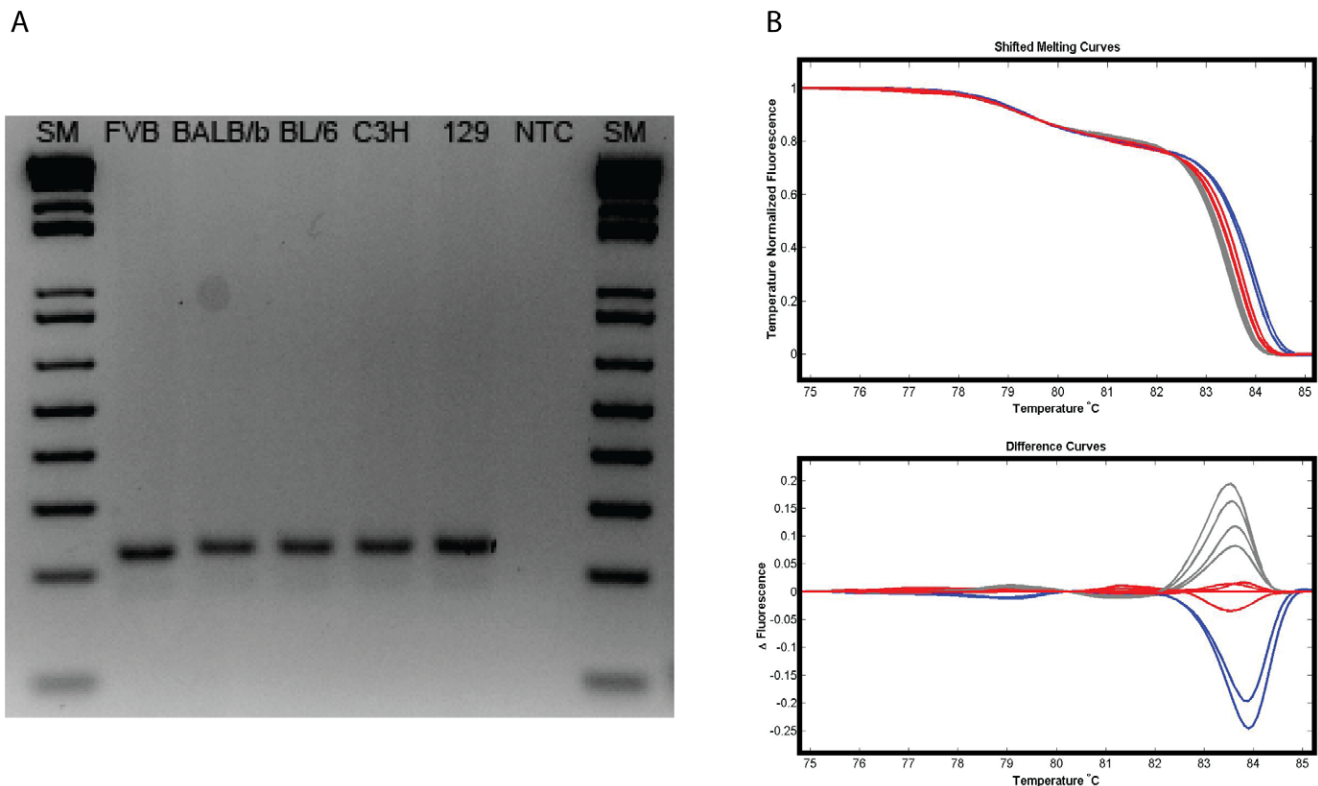 A
B
SM FVB BALB/b BL/6 C3H 129 NTC SM
Shifted Melting Curves
Temperature Normalized Fluorescence
1
0.8
0.6
0.4
0.2
0
75 76 77 78 79 80 81 82 83 84 85
Temperature °C
Difference Curves
Δ Fluorescence
0.2
0.15
0.1
0.05
0
-0.05
-0.1
-0.15
-0.2
-0.25
75 76 77 78 79 80 81 82 83 84 85
Temperature °C